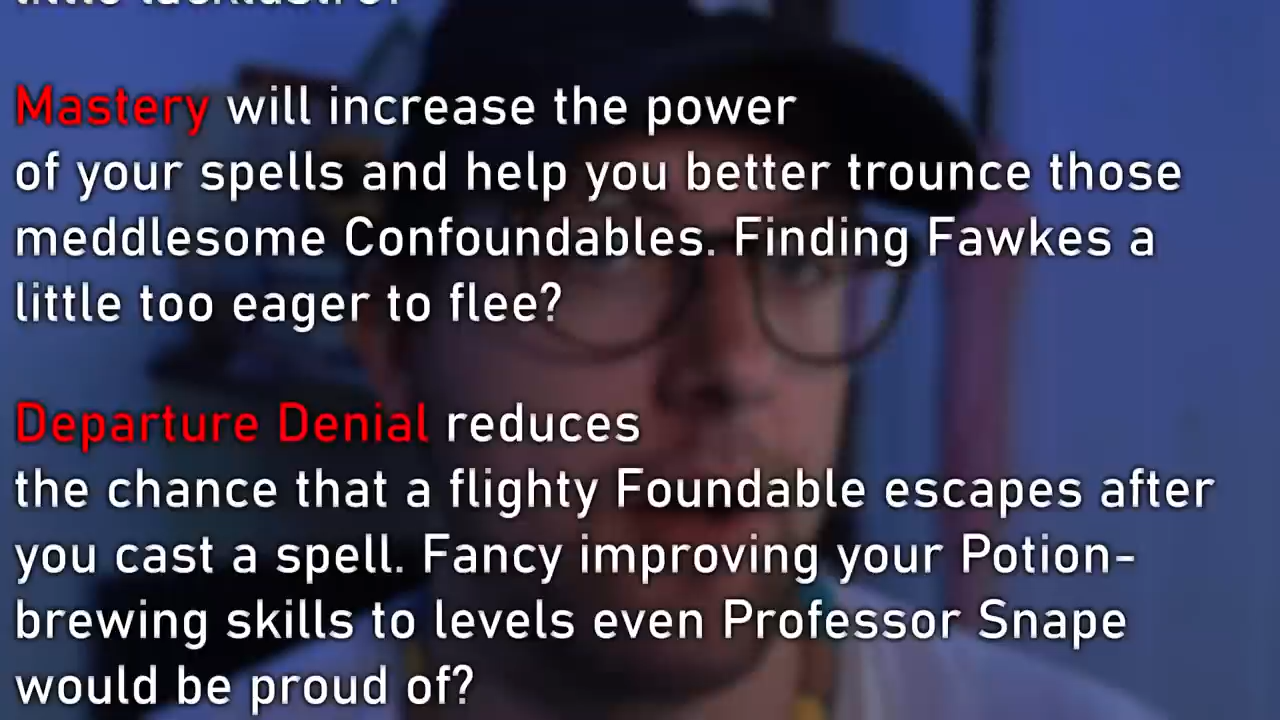 Mastery will increase the power
of your spells and help you better trounce those
meddlesome Confoundables. Finding Fawkes a
little too eager to flee?
Departure Denial reduces
the chance that a flighty Foundable escapes after
you cast a spell. Fancy improving your Potion-
brewing skills to levels even Professor Snape
would be proud of?